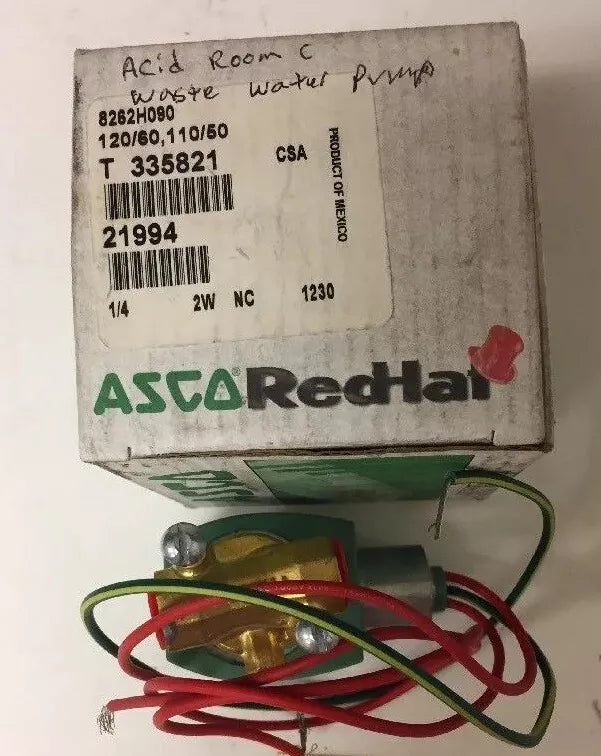 Acid Room C
Waste Water Pump
8262H090
120/60,110/50
T 335821 CSA
PRODUCT OF MEXICO
21994
1/4 2W NC 1230
ASCO® RedHat